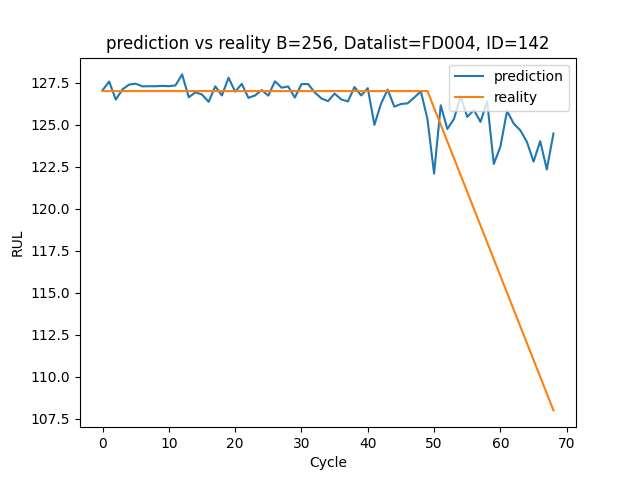 prediction vs reality B=256, Datalist=FD004, ID=142
prediction
reality
127.5
125.0
122.5
120.0
117.5
115.0
112.5
110.0
107.5
RUL
0 10 20 30 40 50 60 70
Cycle